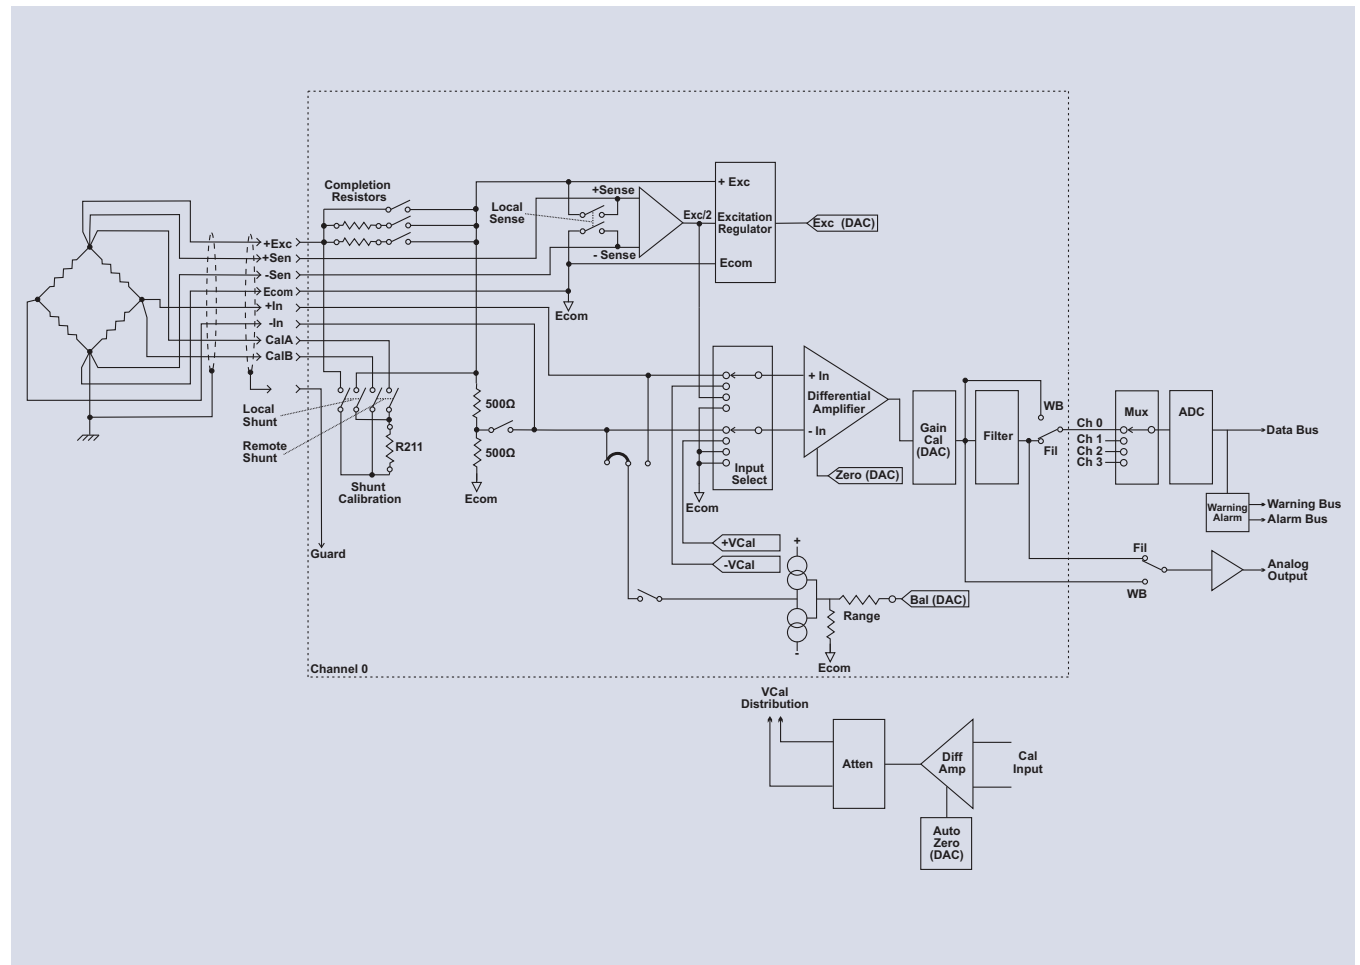 Completion
Resistors
+Exc
+Sen
-Sen
Ecom
+In
-In
CalA
CalB
Local
Sense
+Sense
- Sense
Exc/2
+ Exc
Excitation
Regulator
Ecom
Exc (DAC)
Ecom
Local
Shunt
Remote
Shunt
R211
Shunt
Calibration
Guard
500Ω
500Ω
Ecom
Input
Select
Ecom
+ In
Differential
Amplifier
- In
Zero (DAC)
Gain
Cal
(DAC)
Filter
WB
Fil
Ch 0
Ch 1
Ch 2
Ch 3
Mux
ADC
Data Bus
Warning
Alarm
Warning Bus
Alarm Bus
Fil
WB
Analog
Output
+VCal
-VCal
+
-
Range
Bal (DAC)
Ecom
Channel 0
VCal
Distribution
Atten
Diff
Amp
Cal
Input
Auto
Zero
(DAC)